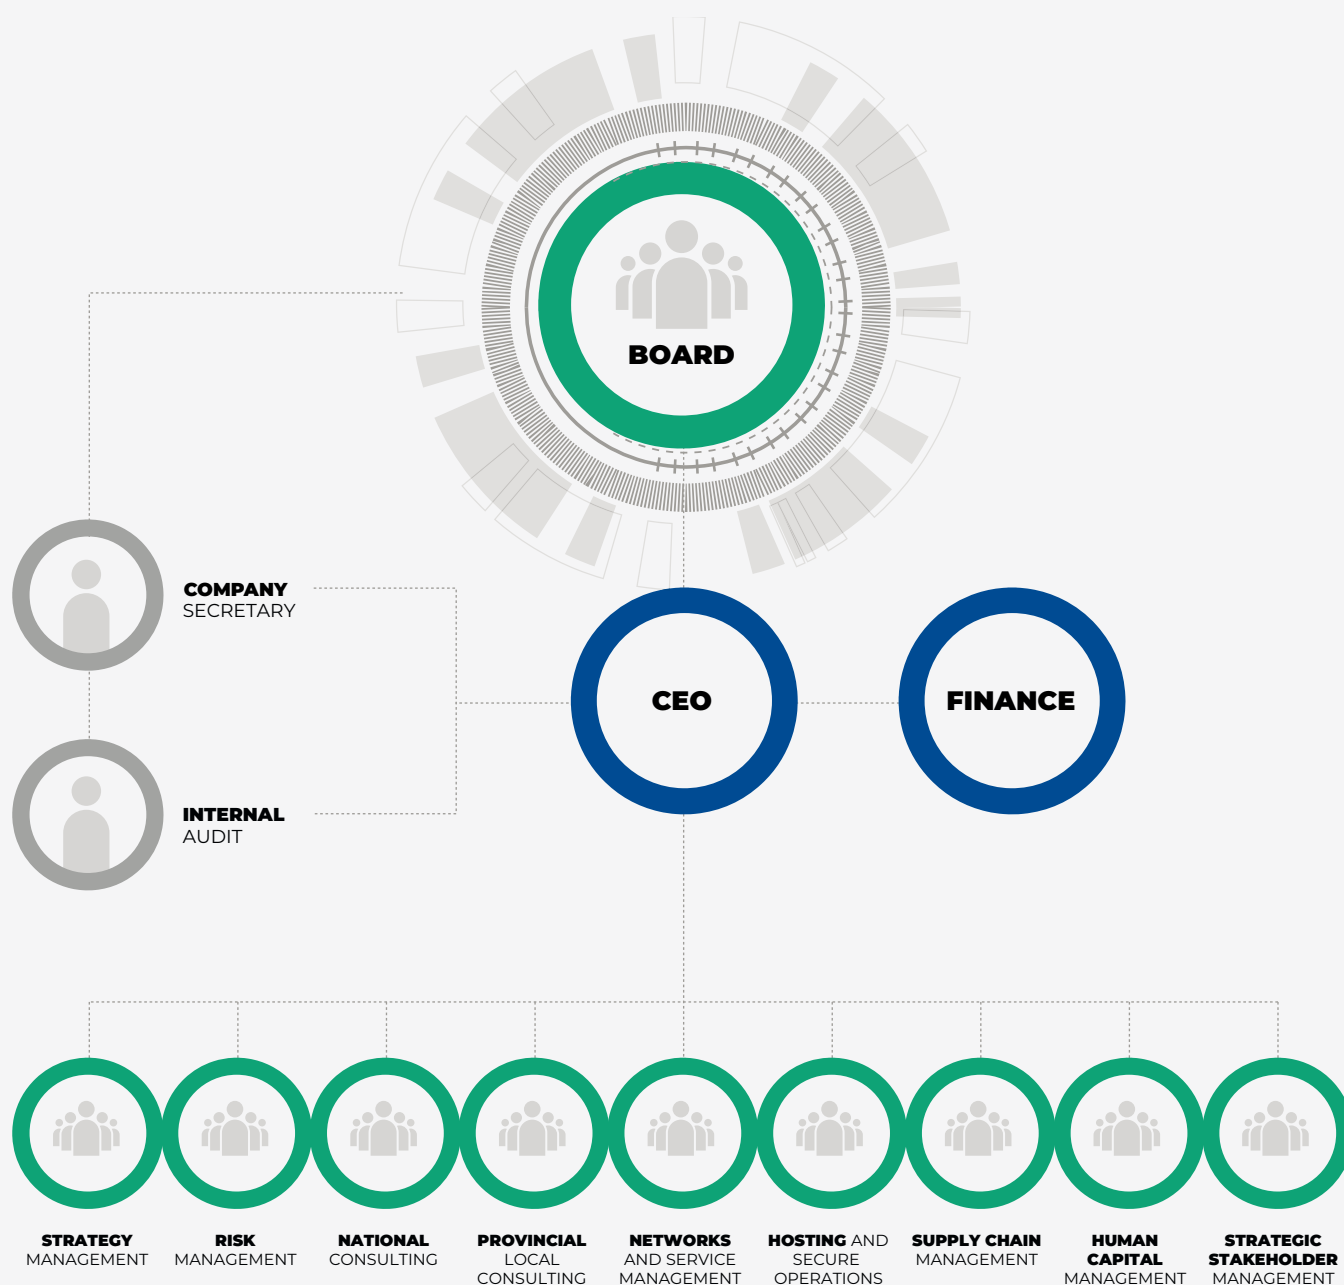 BOARD
COMPANY
SECRETARY
CEO
FINANCE
INTERNAL
AUDIT
STRATEGY
MANAGEMENT
RISK
MANAGEMENT
NATIONAL
CONSULTING
PROVINCIAL
LOCAL
CONSULTING
NETWORKS
AND SERVICE
MANAGEMENT
HOSTING AND
SECURE
OPERATIONS
SUPPLY CHAIN
MANAGEMENT
HUMAN
CAPITAL
MANAGEMENT
STRATEGIC
STAKEHOLDER
MANAGEMENT